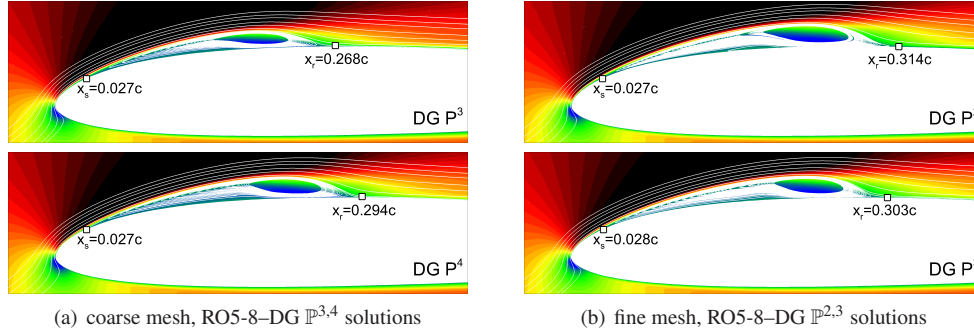 x_r=0.268c
x_s=0.027c
DG P^3
x_r=0.294c
x_s=0.027c
DG P^4
(a) coarse mesh, RO5-8–DG ℙ^{3,4} solutions
x_r=0.314c
x_s=0.027c
DG P
x_r=0.303c
x_s=0.028c
DG P
(b) fine mesh, RO5-8–DG ℙ^{2,3} solutions